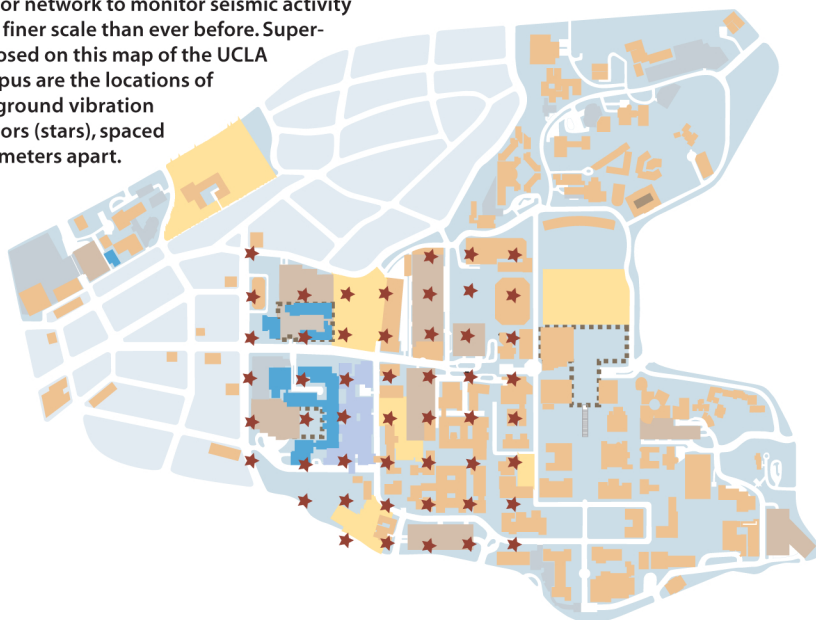 or network to monitor seismic activity
finer scale than ever before. Super-
osed on this map of the UCLA
pus are the locations of
ground vibration
ors (stars), spaced
meters apart.